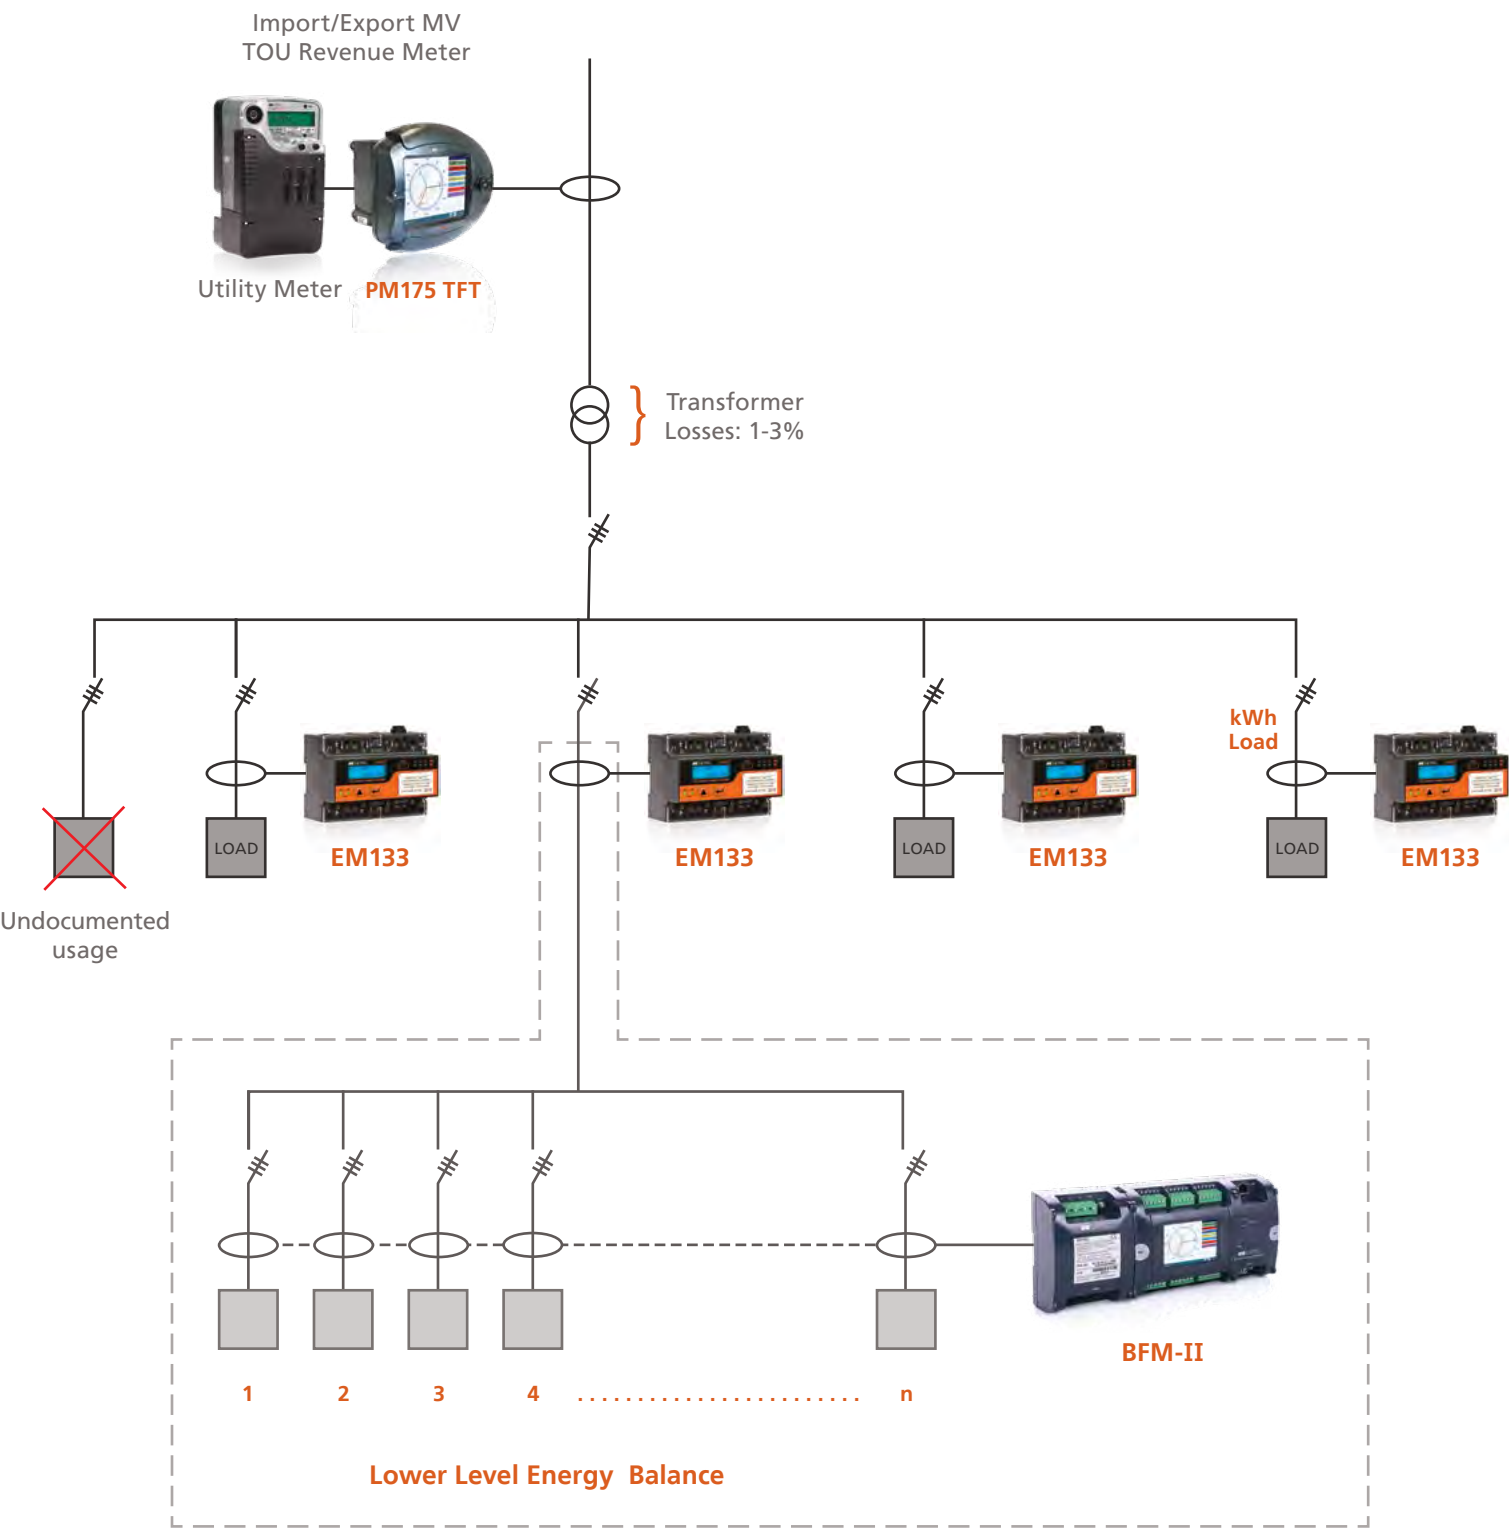 Import/Export MV
TOU Revenue Meter
Utility Meter
PM175 TFT
Transformer
Losses: 1-3%
kWh
Load
LOAD
EM133
EM133
LOAD
EM133
LOAD
EM133
Undocumented
usage
BFM-II
1 2 3 4 ........................ n
Lower Level Energy Balance